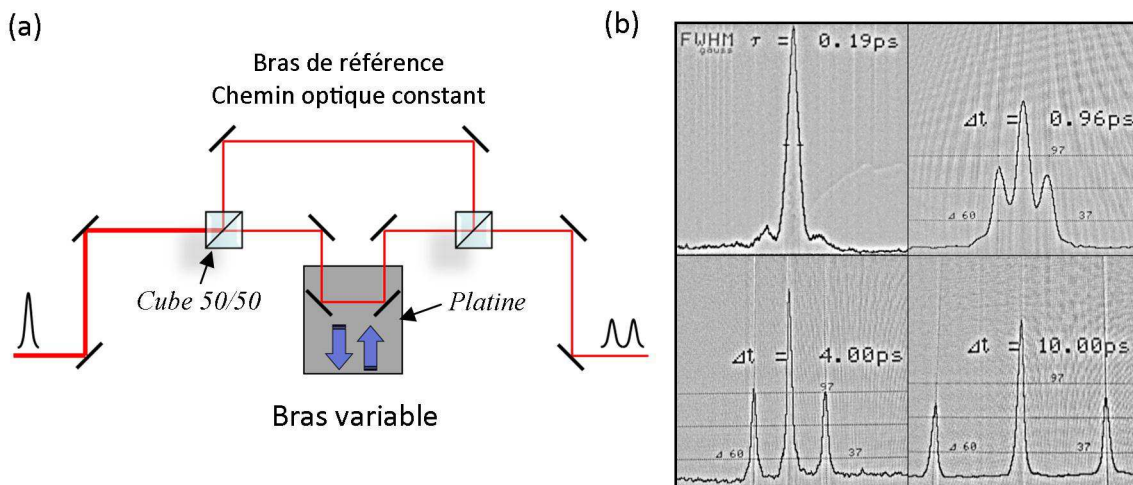 (a)
Bras de référence
Chemin optique constant
Cube 50/50
Platine
Bras variable
(b)
FWHM τ = 0.19ps
gauss
Δt = 0.96ps
97
Δ 60
37
Δt = 4.00ps
97
Δ 60
37
Δt = 10.00ps
97
Δ 60
37